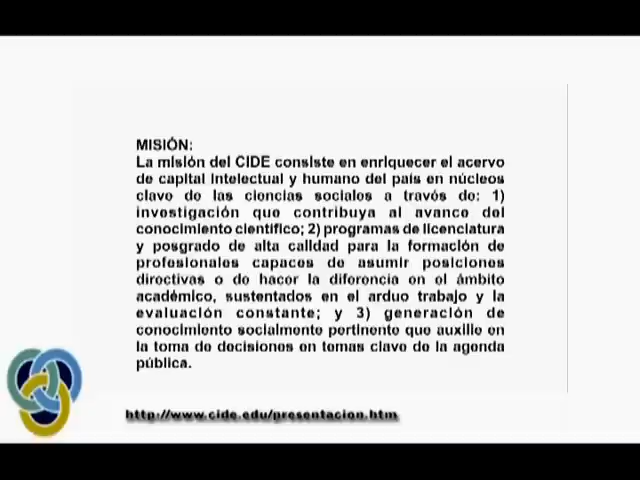 MISIÓN:
La misión del CIDE consiste en enriquecer el acervo
de capital intelectual y humano del país en núcleos
clave de las ciencias sociales a través de: 1)
investigación que contribuya al avance del
conocimiento científico; 2) programas de licenciatura
y posgrado de alta calidad para la formación de
profesionales capaces de asumir posiciones
directivas o de hacer la diferencia en el ámbito
académico, sustentados en el arduo trabajo y la
evaluación constante; y 3) generación de
conocimiento socialmente pertinente que auxilie en
la toma de decisiones en temas clave de la agenda
pública.
http://www.cide.edu/presentacion.htm